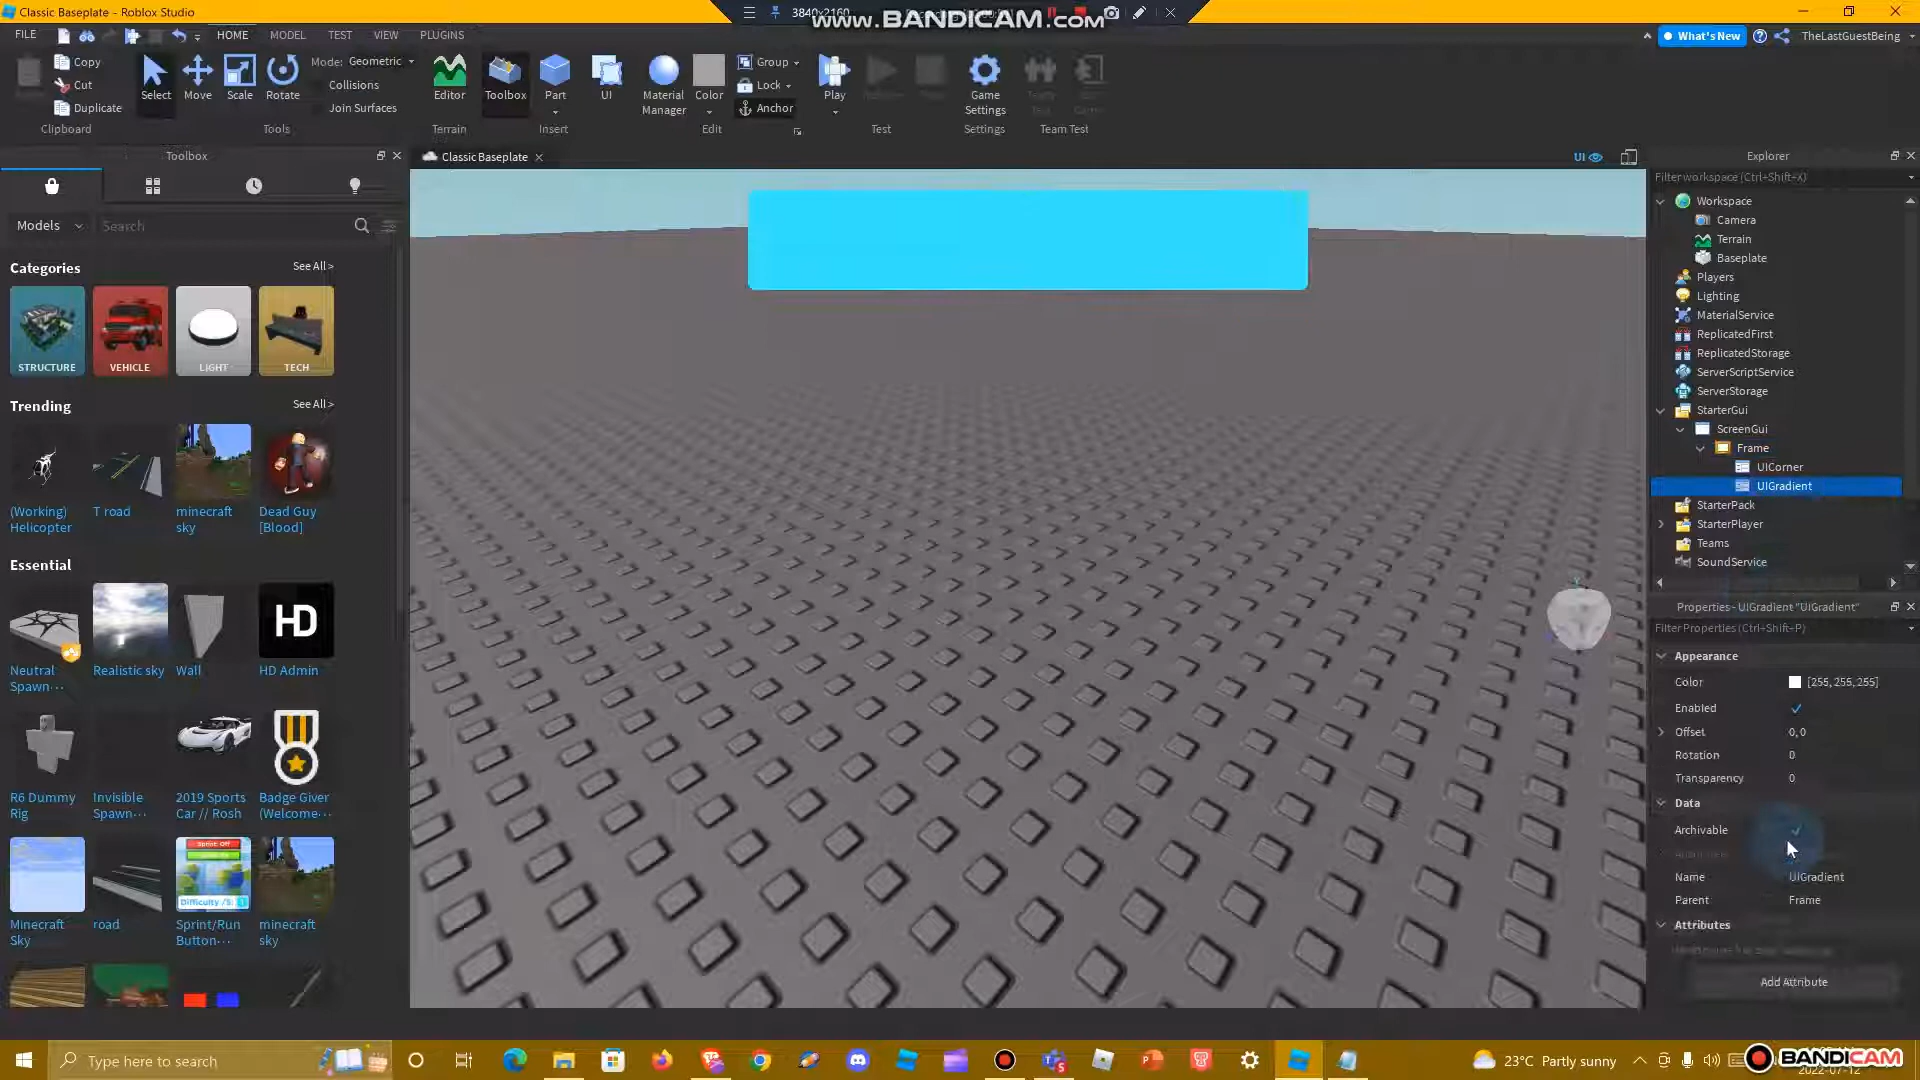 Classic Baseplate - Roblox Studio
3840x2160
www.BANDICAM.com
FILE
HOME
MODEL
TEST
VIEW
PLUGINS
What's New
TheLastGuestBeing
Copy
Cut
Duplicate
Clipboard
Select
Move
Scale
Rotate
Mode: Geometric
Collisions
Join Surfaces
Tools
Editor
Terrain
Toolbox
Part
Insert
UI
Material
Manager
Color
Group
Lock
Anchor
Edit
Play
Test
Game
Settings
Settings
Team Test
Toolbox
Classic Baseplate
UI
Explorer
Models
Search
Categories
See All >
STRUCTURE
VEHICLE
LIGHT
TECH
Trending
See All >
(Working)
Helicopter
T road
minecraft
sky
Dead Guy
[Blood]
Essential
HD
Neutral
Spawn···
Realistic sky
Wall
HD Admin
R6 Dummy
Rig
Invisible
Spawn···
2019 Sports
Car // Rosh
Badge Giver
(Welcome···
Sprint Off
Difficulty /5: 1
Minecraft
Sky
road
Sprint/Run
Button···
minecraft
sky
Filter workspace (Ctrl+Shift+X)
Workspace
Camera
Terrain
Baseplate
Players
Lighting
MaterialService
ReplicatedFirst
ReplicatedStorage
ServerScriptService
ServerStorage
StarterGui
ScreenGui
Frame
UICorner
UIGradient
StarterPack
StarterPlayer
Teams
SoundService
Properties - UIGradient "UIGradient"
Filter Properties (Ctrl+Shift+P)
Appearance
Color [255, 255, 255]
Enabled
Offset 0, 0
Rotation 0
Transparency 0
Data
Archivable
Name UIGradient
Parent Frame
Attributes
Add Attribute
Type here to search
23°C Partly sunny
BANDICAM
2022-07-12